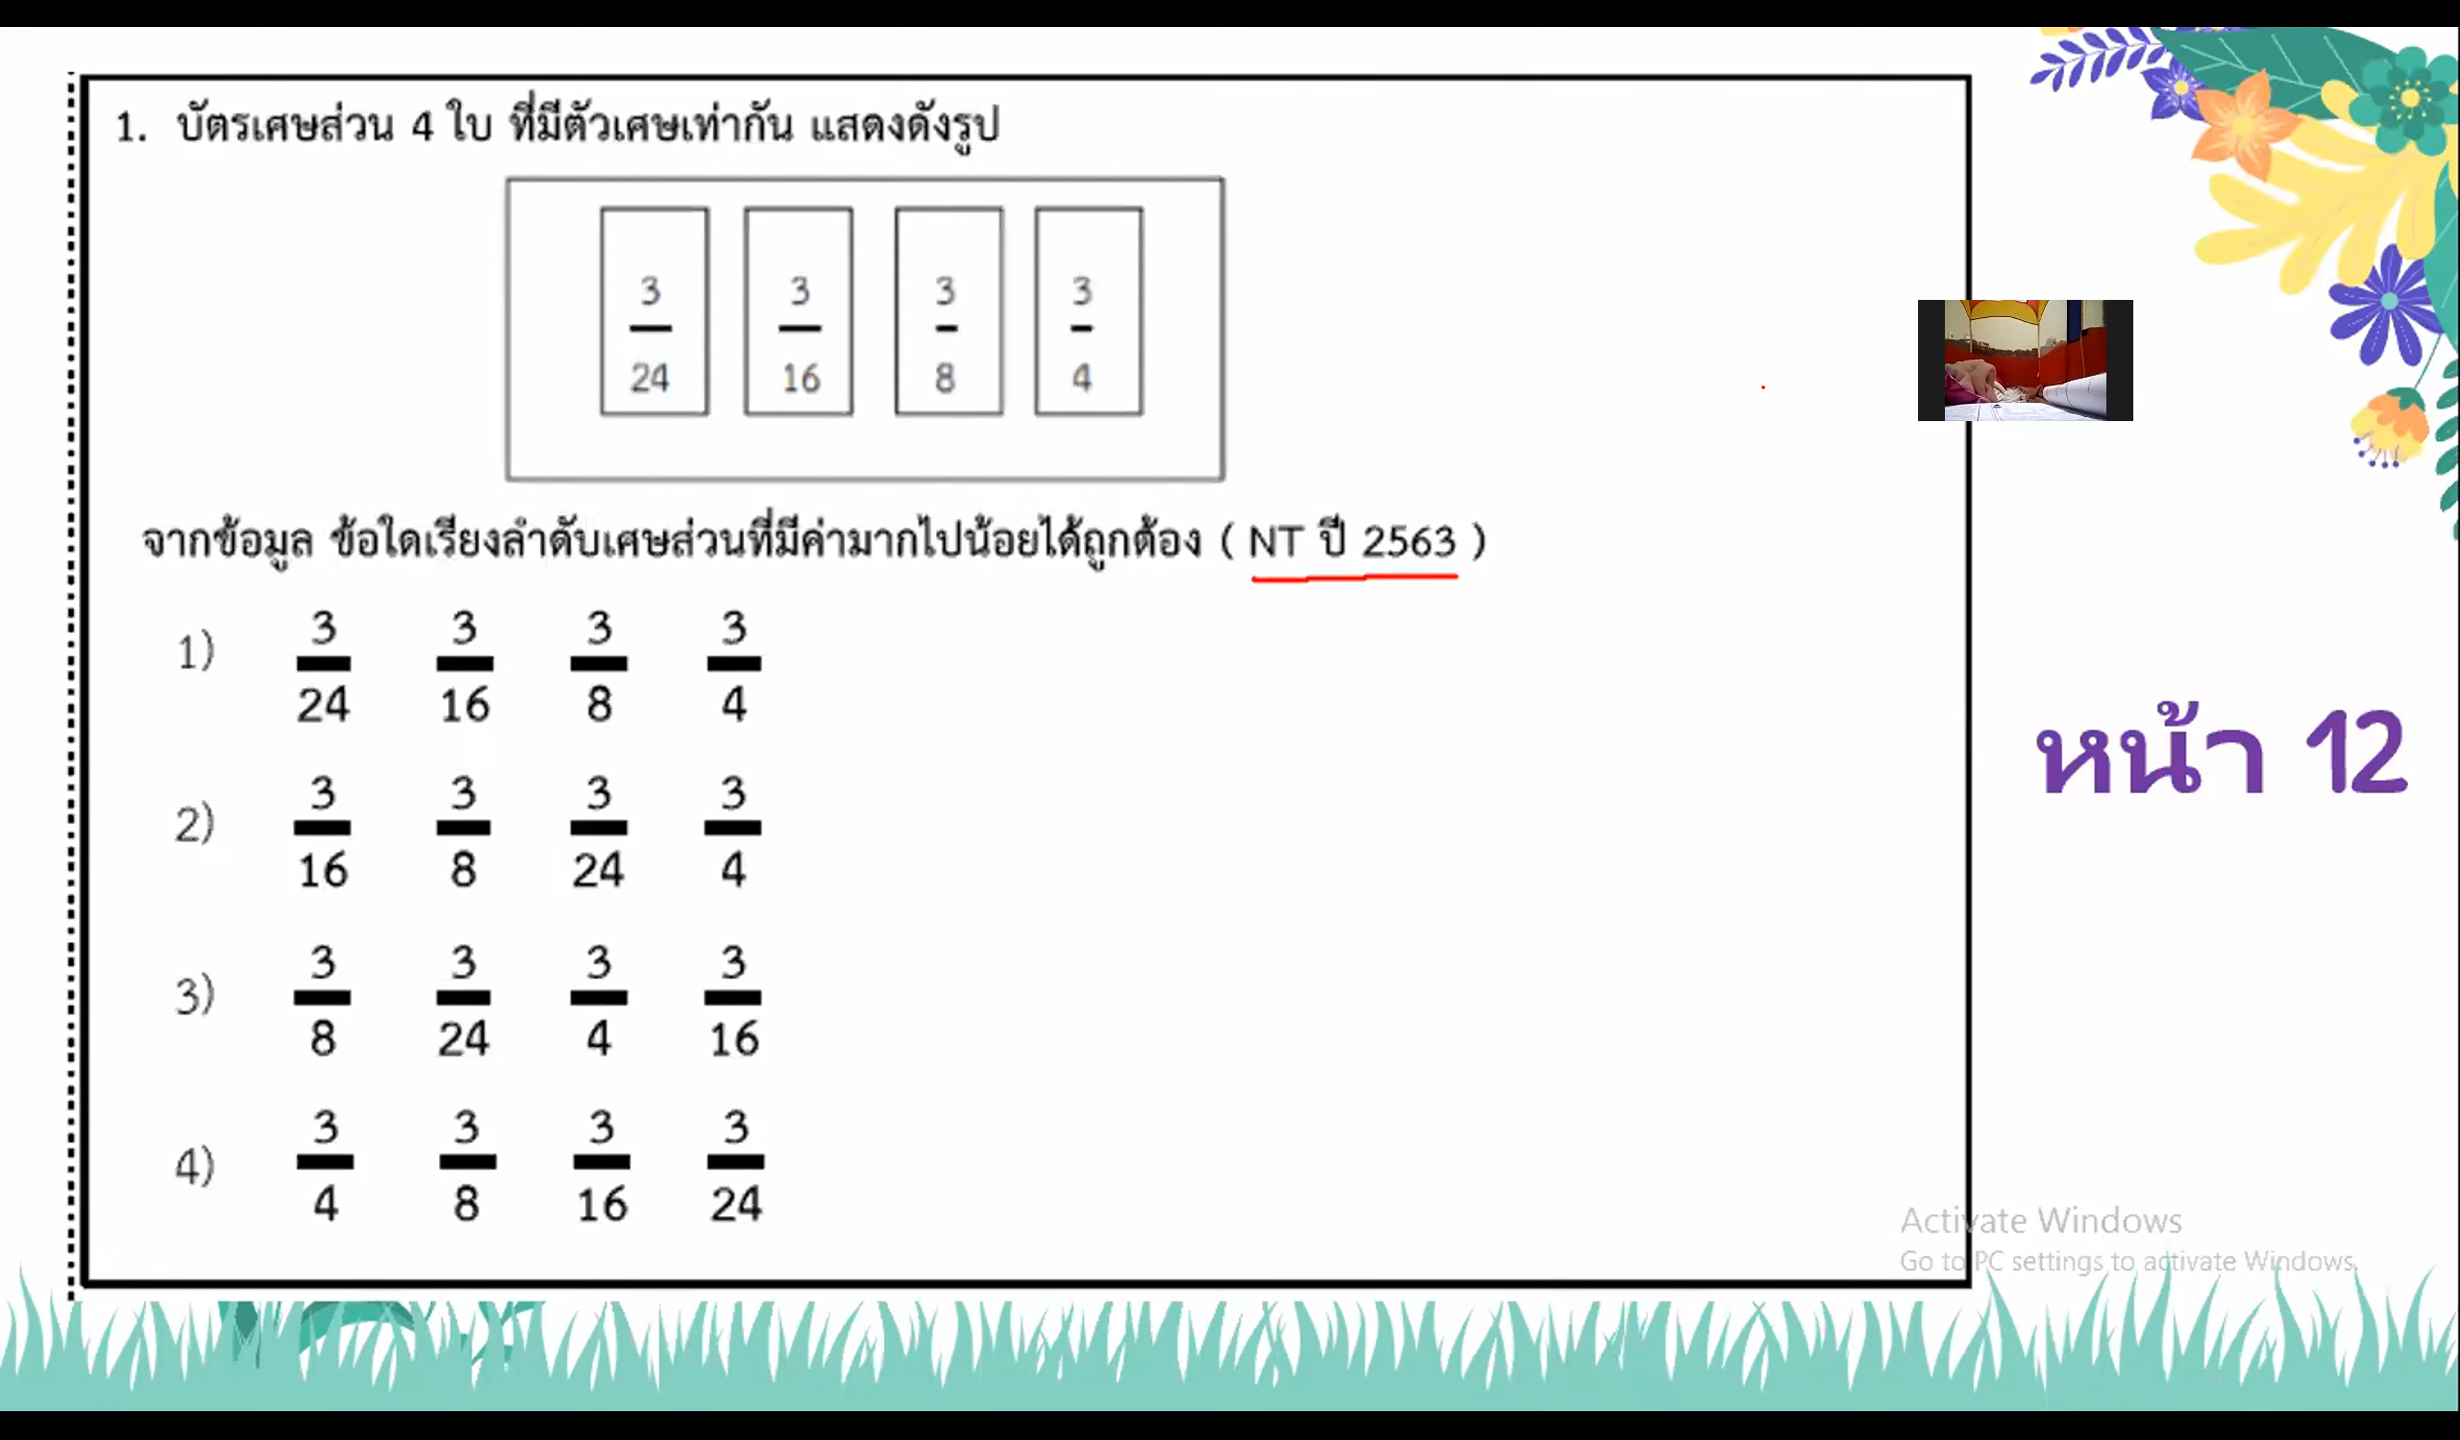 1. บัตรเศษส่วน 4 ใบ ที่มีตัวเศษเท่ากัน แสดงดังรูป
3 3 3 3
24 16 8 4
จากข้อมูล ข้อใดเรียงลำดับเศษส่วนที่มีค่ามากไปน้อยได้ถูกต้อง ( NT ปี 2563 )
3 3 3 3
1)
24 16 8 4
3 3 3 3
2)
16 8 24 4
3 3 3 3
3)
8 24 4 16
3 3 3 3
4)
4 8 16 24
หน้า 12
Activate Windows
Go to PC settings to activate Windows.